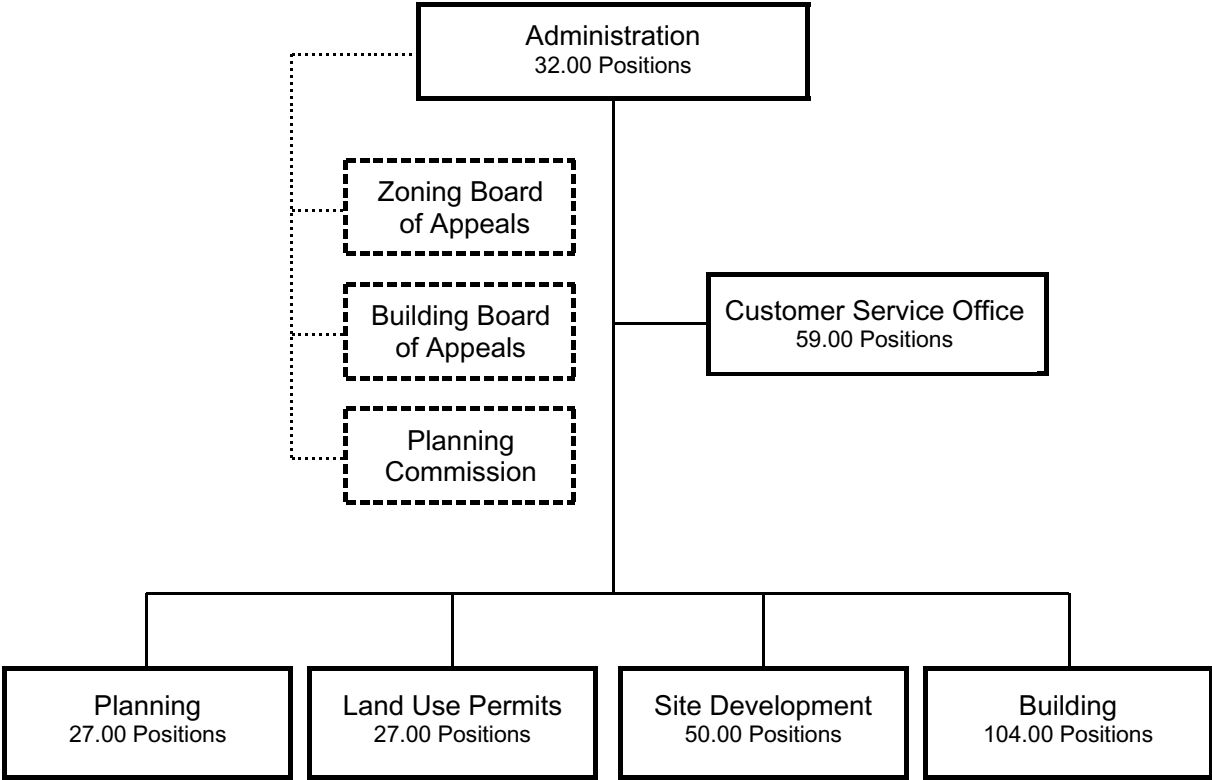 Administration
32.00 Positions
Zoning Board
of Appeals
Building Board
of Appeals
Planning
Commission
Customer Service Office
59.00 Positions
Planning
27.00 Positions
Land Use Permits
27.00 Positions
Site Development
50.00 Positions
Building
104.00 Positions